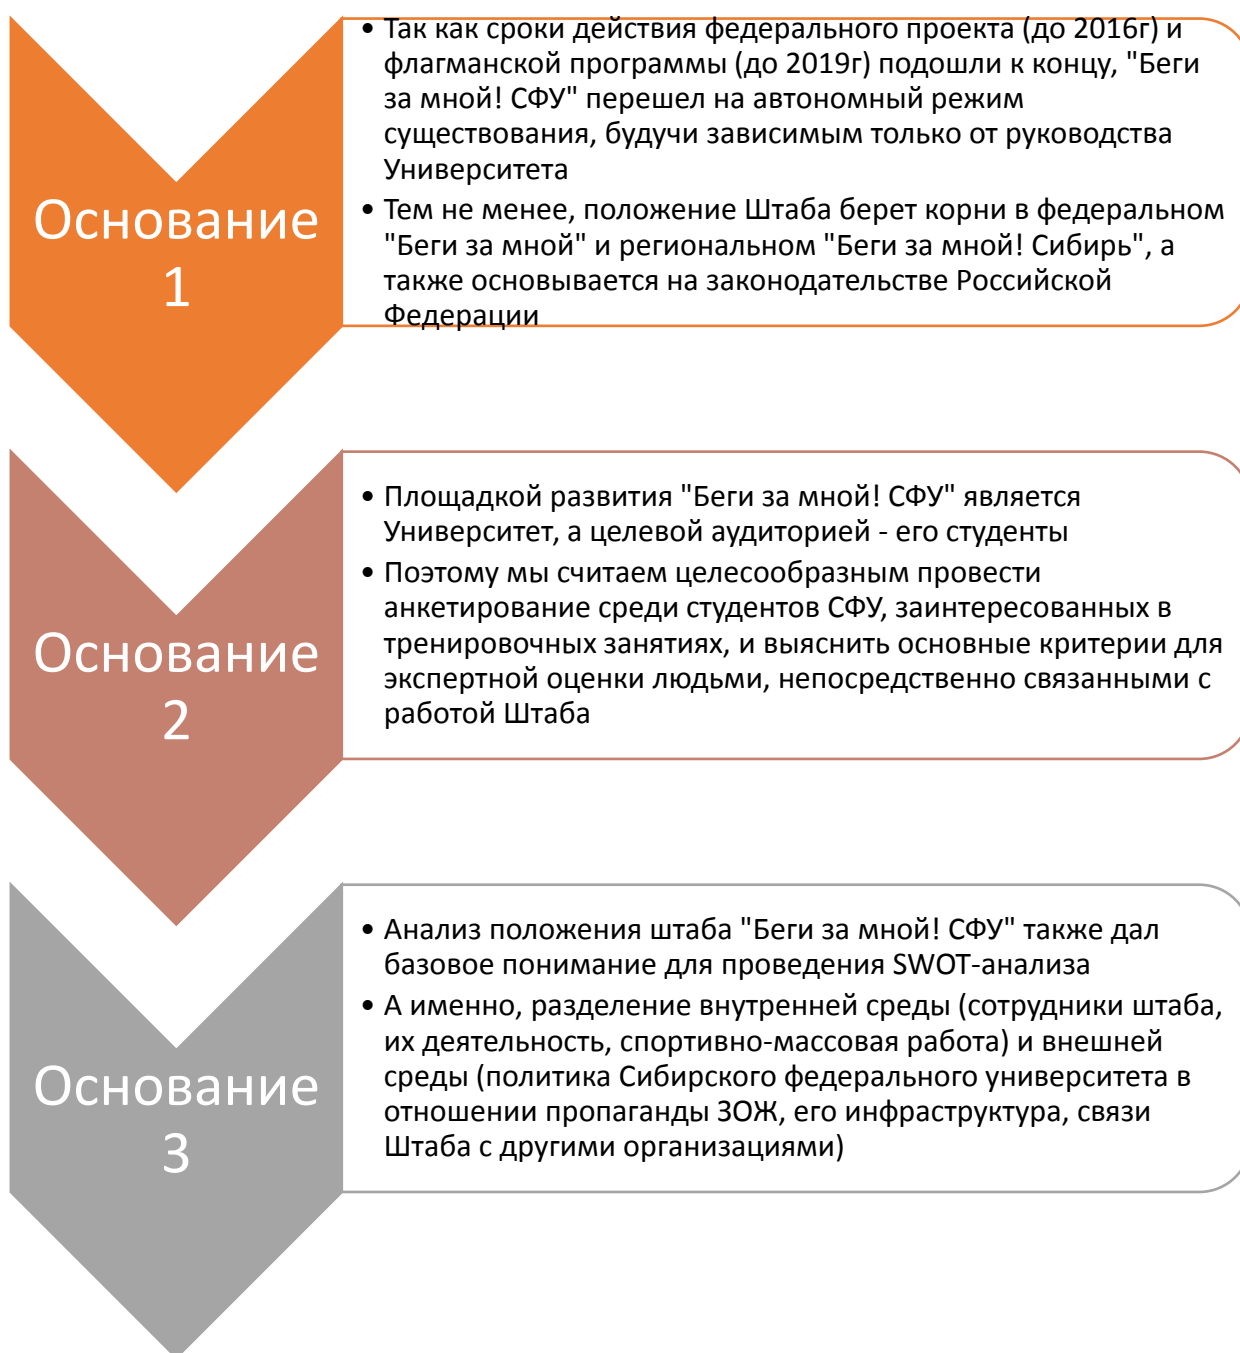 Основание
1
• Так как сроки действия федерального проекта (до 2016г) и
флагманской программы (до 2019г) подошли к концу, "Беги
за мной! СФУ" перешел на автономный режим
существования, будучи зависимым только от руководства
Университета
• Тем не менее, положение Штаба берет корни в федеральном
"Беги за мной" и региональном "Беги за мной! Сибирь", а
также основывается на законодательстве Российской
Федерации
Основание
2
• Площадкой развития "Беги за мной! СФУ" является
Университет, а целевой аудиторией - его студенты
• Поэтому мы считаем целесообразным провести
анкетирование среди студентов СФУ, заинтересованных в
тренировочных занятиях, и выяснить основные критерии для
экспертной оценки людьми, непосредственно связанными с
работой Штаба
Основание
3
• Анализ положения штаба "Беги за мной! СФУ" также дал
базовое понимание для проведения SWOT-анализа
• А именно, разделение внутренней среды (сотрудники штаба,
их деятельность, спортивно-массовая работа) и внешней
среды (политика Сибирского федерального университета в
отношении пропаганды ЗОЖ, его инфраструктура, связи
Штаба с другими организациями)